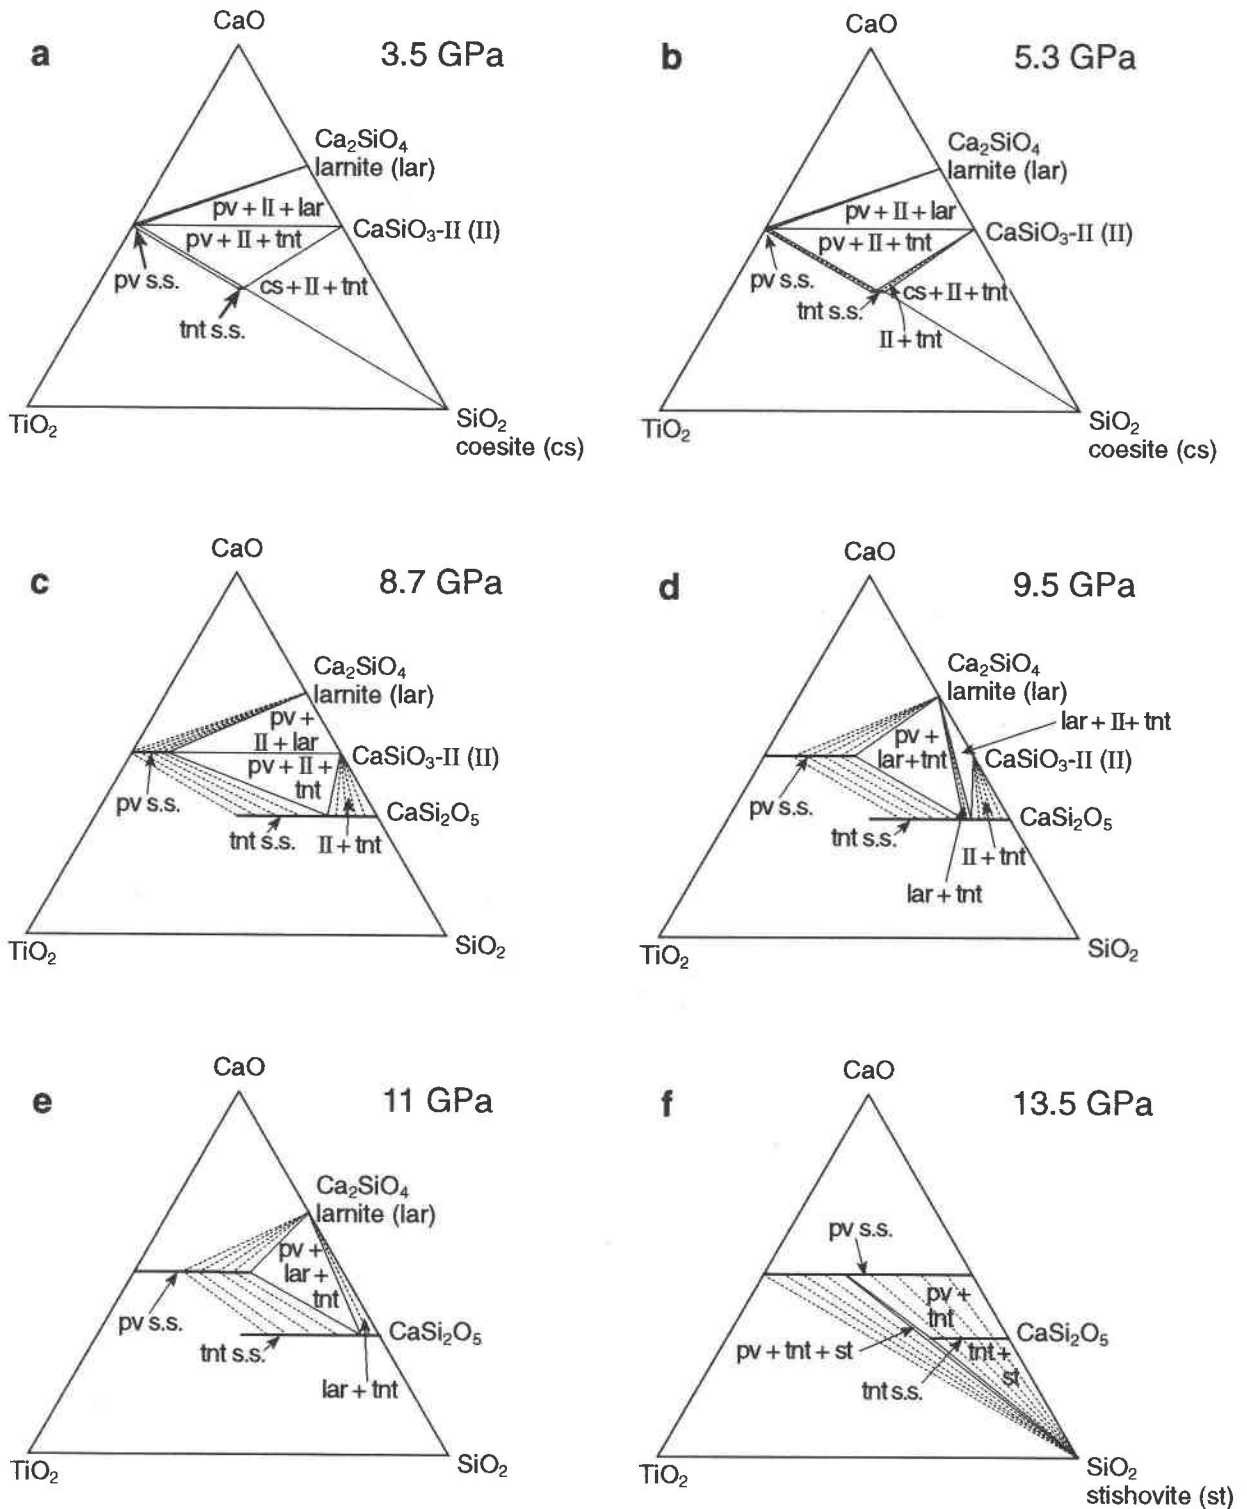 a
3.5 GPa
CaO
Ca₂SiO₄
larnite (lar)
pv + II + lar
CaSiO₃-II (II)
pv + II + tnt
pv s.s.
cs + II + tnt
tnt s.s.
TiO₂
SiO₂
coesite (cs)
b
5.3 GPa
CaO
Ca₂SiO₄
larnite (lar)
pv + II + lar
CaSiO₃-II (II)
pv + II + tnt
pv s.s.
cs + II + tnt
tnt s.s.
II + tnt
TiO₂
SiO₂
coesite (cs)
c
8.7 GPa
CaO
Ca₂SiO₄
larnite (lar)
pv +
II + lar
CaSiO₃-II (II)
pv + II +
tnt
pv s.s.
CaSi₂O₅
tnt s.s.
II + tnt
TiO₂
SiO₂
d
9.5 GPa
CaO
Ca₂SiO₄
larnite (lar)
lar + II + tnt
pv +
lar + tnt
CaSiO₃-II (II)
pv s.s.
CaSi₂O₅
tnt s.s.
II + tnt
lar + tnt
TiO₂
SiO₂
e
11 GPa
CaO
Ca₂SiO₄
larnite (lar)
pv +
lar +
tnt
pv s.s.
CaSi₂O₅
tnt s.s.
lar + tnt
TiO₂
SiO₂
f
13.5 GPa
CaO
pv s.s.
pv +
tnt
CaSi₂O₅
pv + tnt + st
tnt +
st
tnt s.s.
TiO₂
SiO₂
stishovite (st)